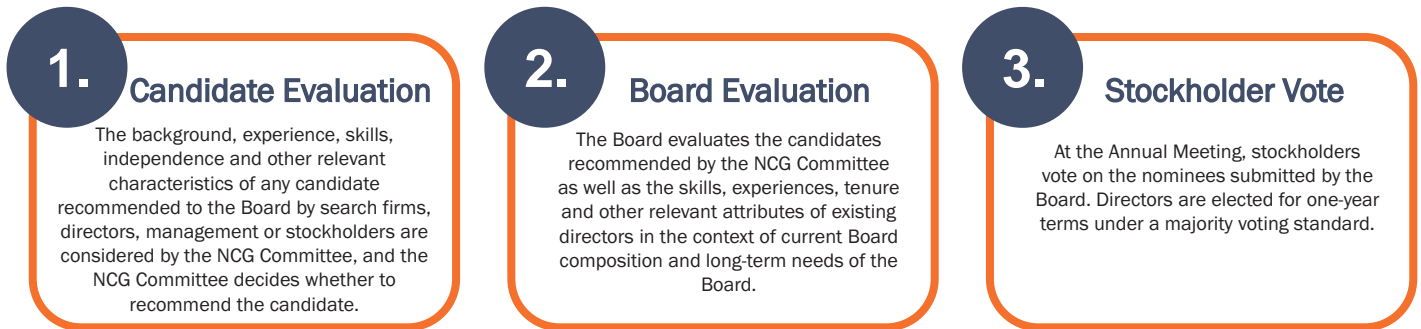 1.
Candidate Evaluation
The background, experience, skills,
independence and other relevant
characteristics of any candidate
recommended to the Board by search firms,
directors, management or stockholders are
considered by the NCG Committee, and the
NCG Committee decides whether to
recommend the candidate.
2.
Board Evaluation
The Board evaluates the candidates
recommended by the NCG Committee
as well as the skills, experiences, tenure
and other relevant attributes of existing
directors in the context of current Board
composition and long-term needs of the
Board.
3.
Stockholder Vote
At the Annual Meeting, stockholders
vote on the nominees submitted by the
Board. Directors are elected for one-year
terms under a majority voting standard.